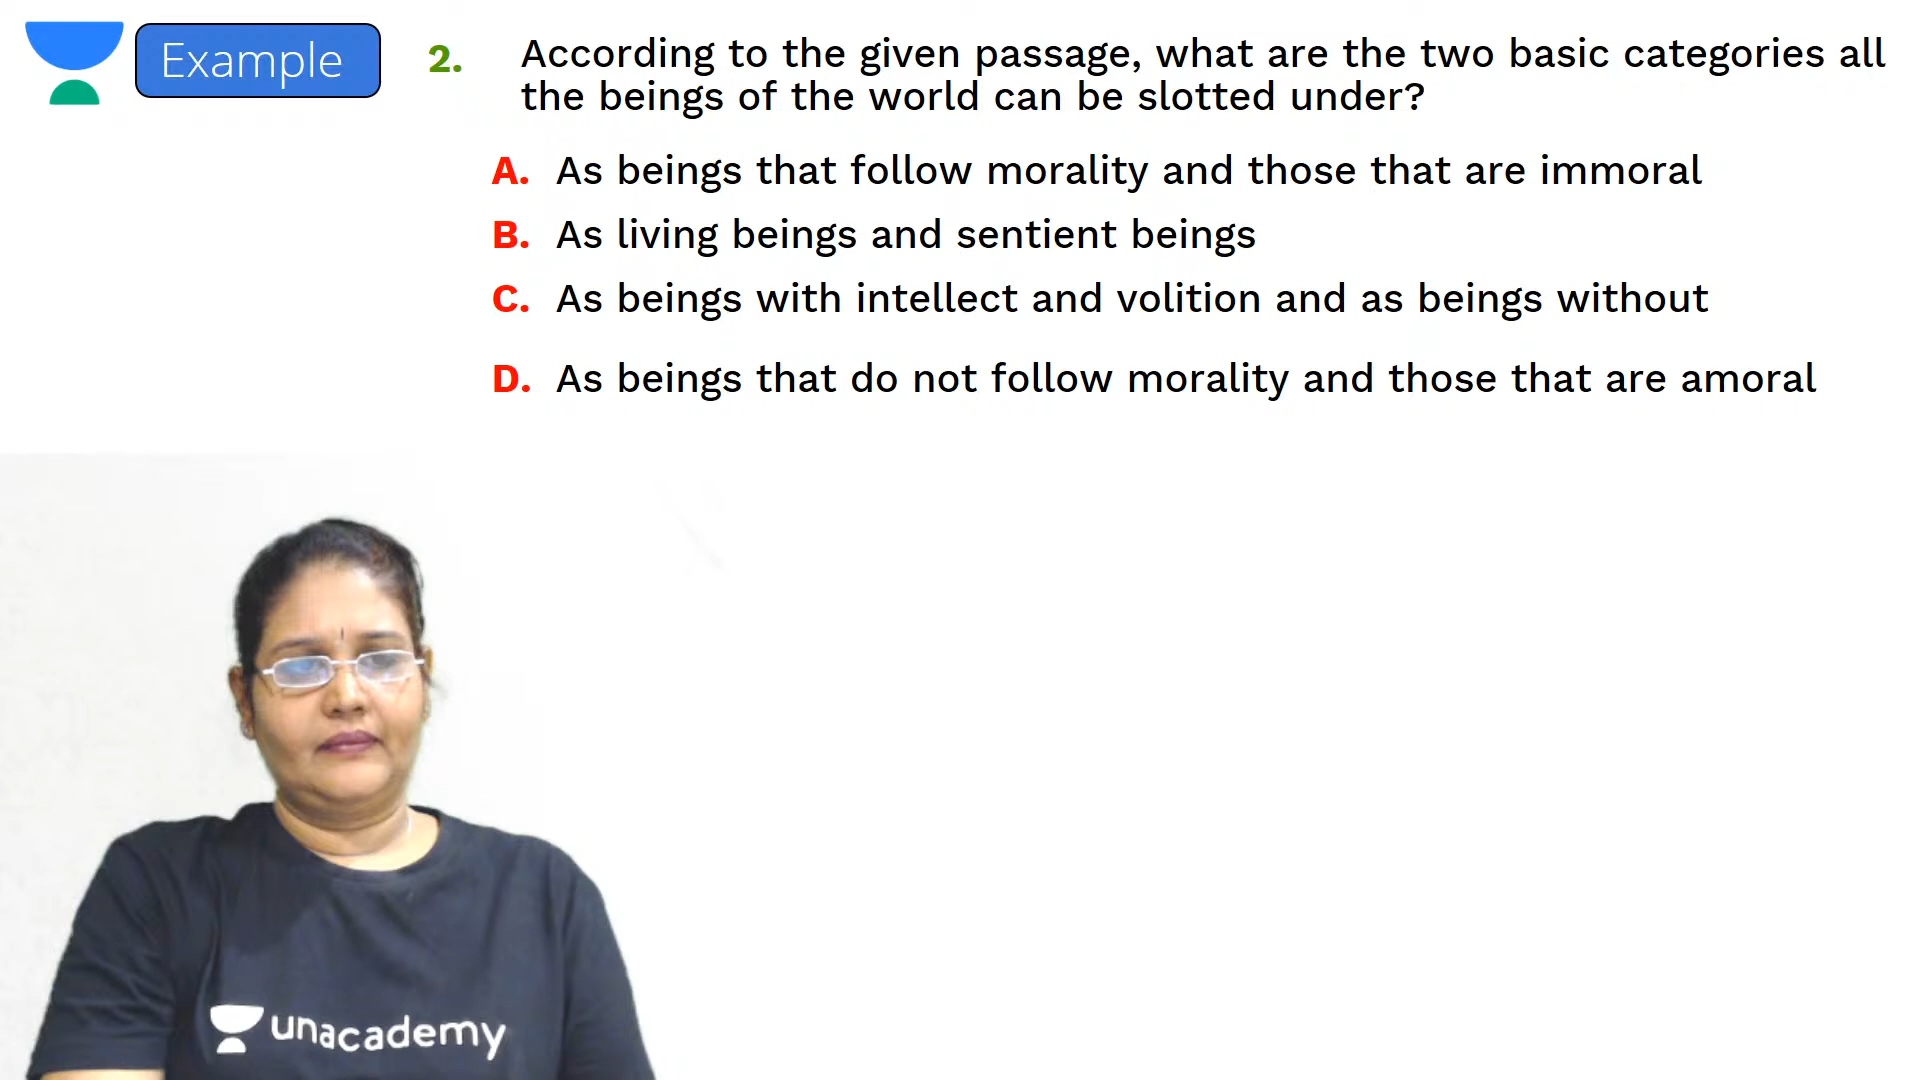 Example
2. According to the given passage, what are the two basic categories all
the beings of the world can be slotted under?
A. As beings that follow morality and those that are immoral
B. As living beings and sentient beings
C. As beings with intellect and volition and as beings without
D. As beings that do not follow morality and those that are amoral
unacademy